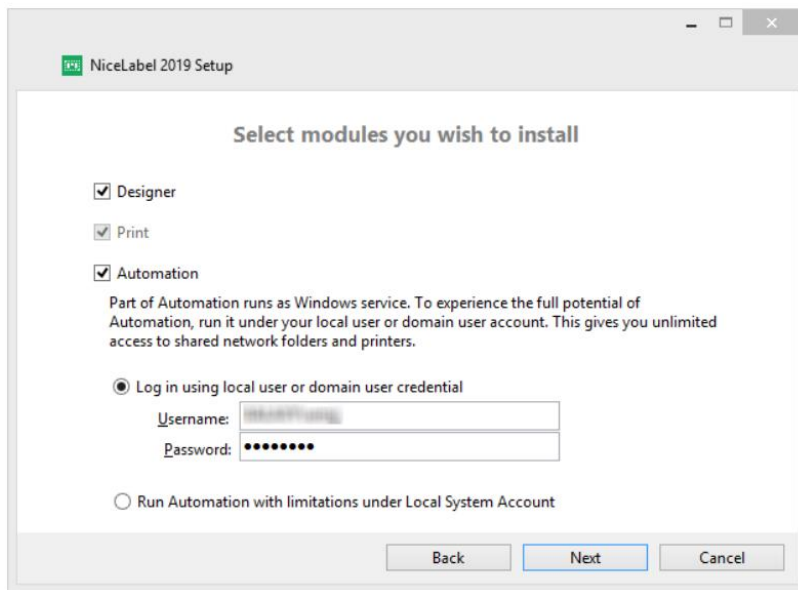 NiceLabel 2019 Setup
Select modules you wish to install
Designer
Print
Automation
Part of Automation runs as Windows service. To experience the full potential of
Automation, run it under your local user or domain user account. This gives you unlimited
access to shared network folders and printers.
Log in using local user or domain user credential
Username:
Password: ●●●●●●●●
Run Automation with limitations under Local System Account
Back Next Cancel